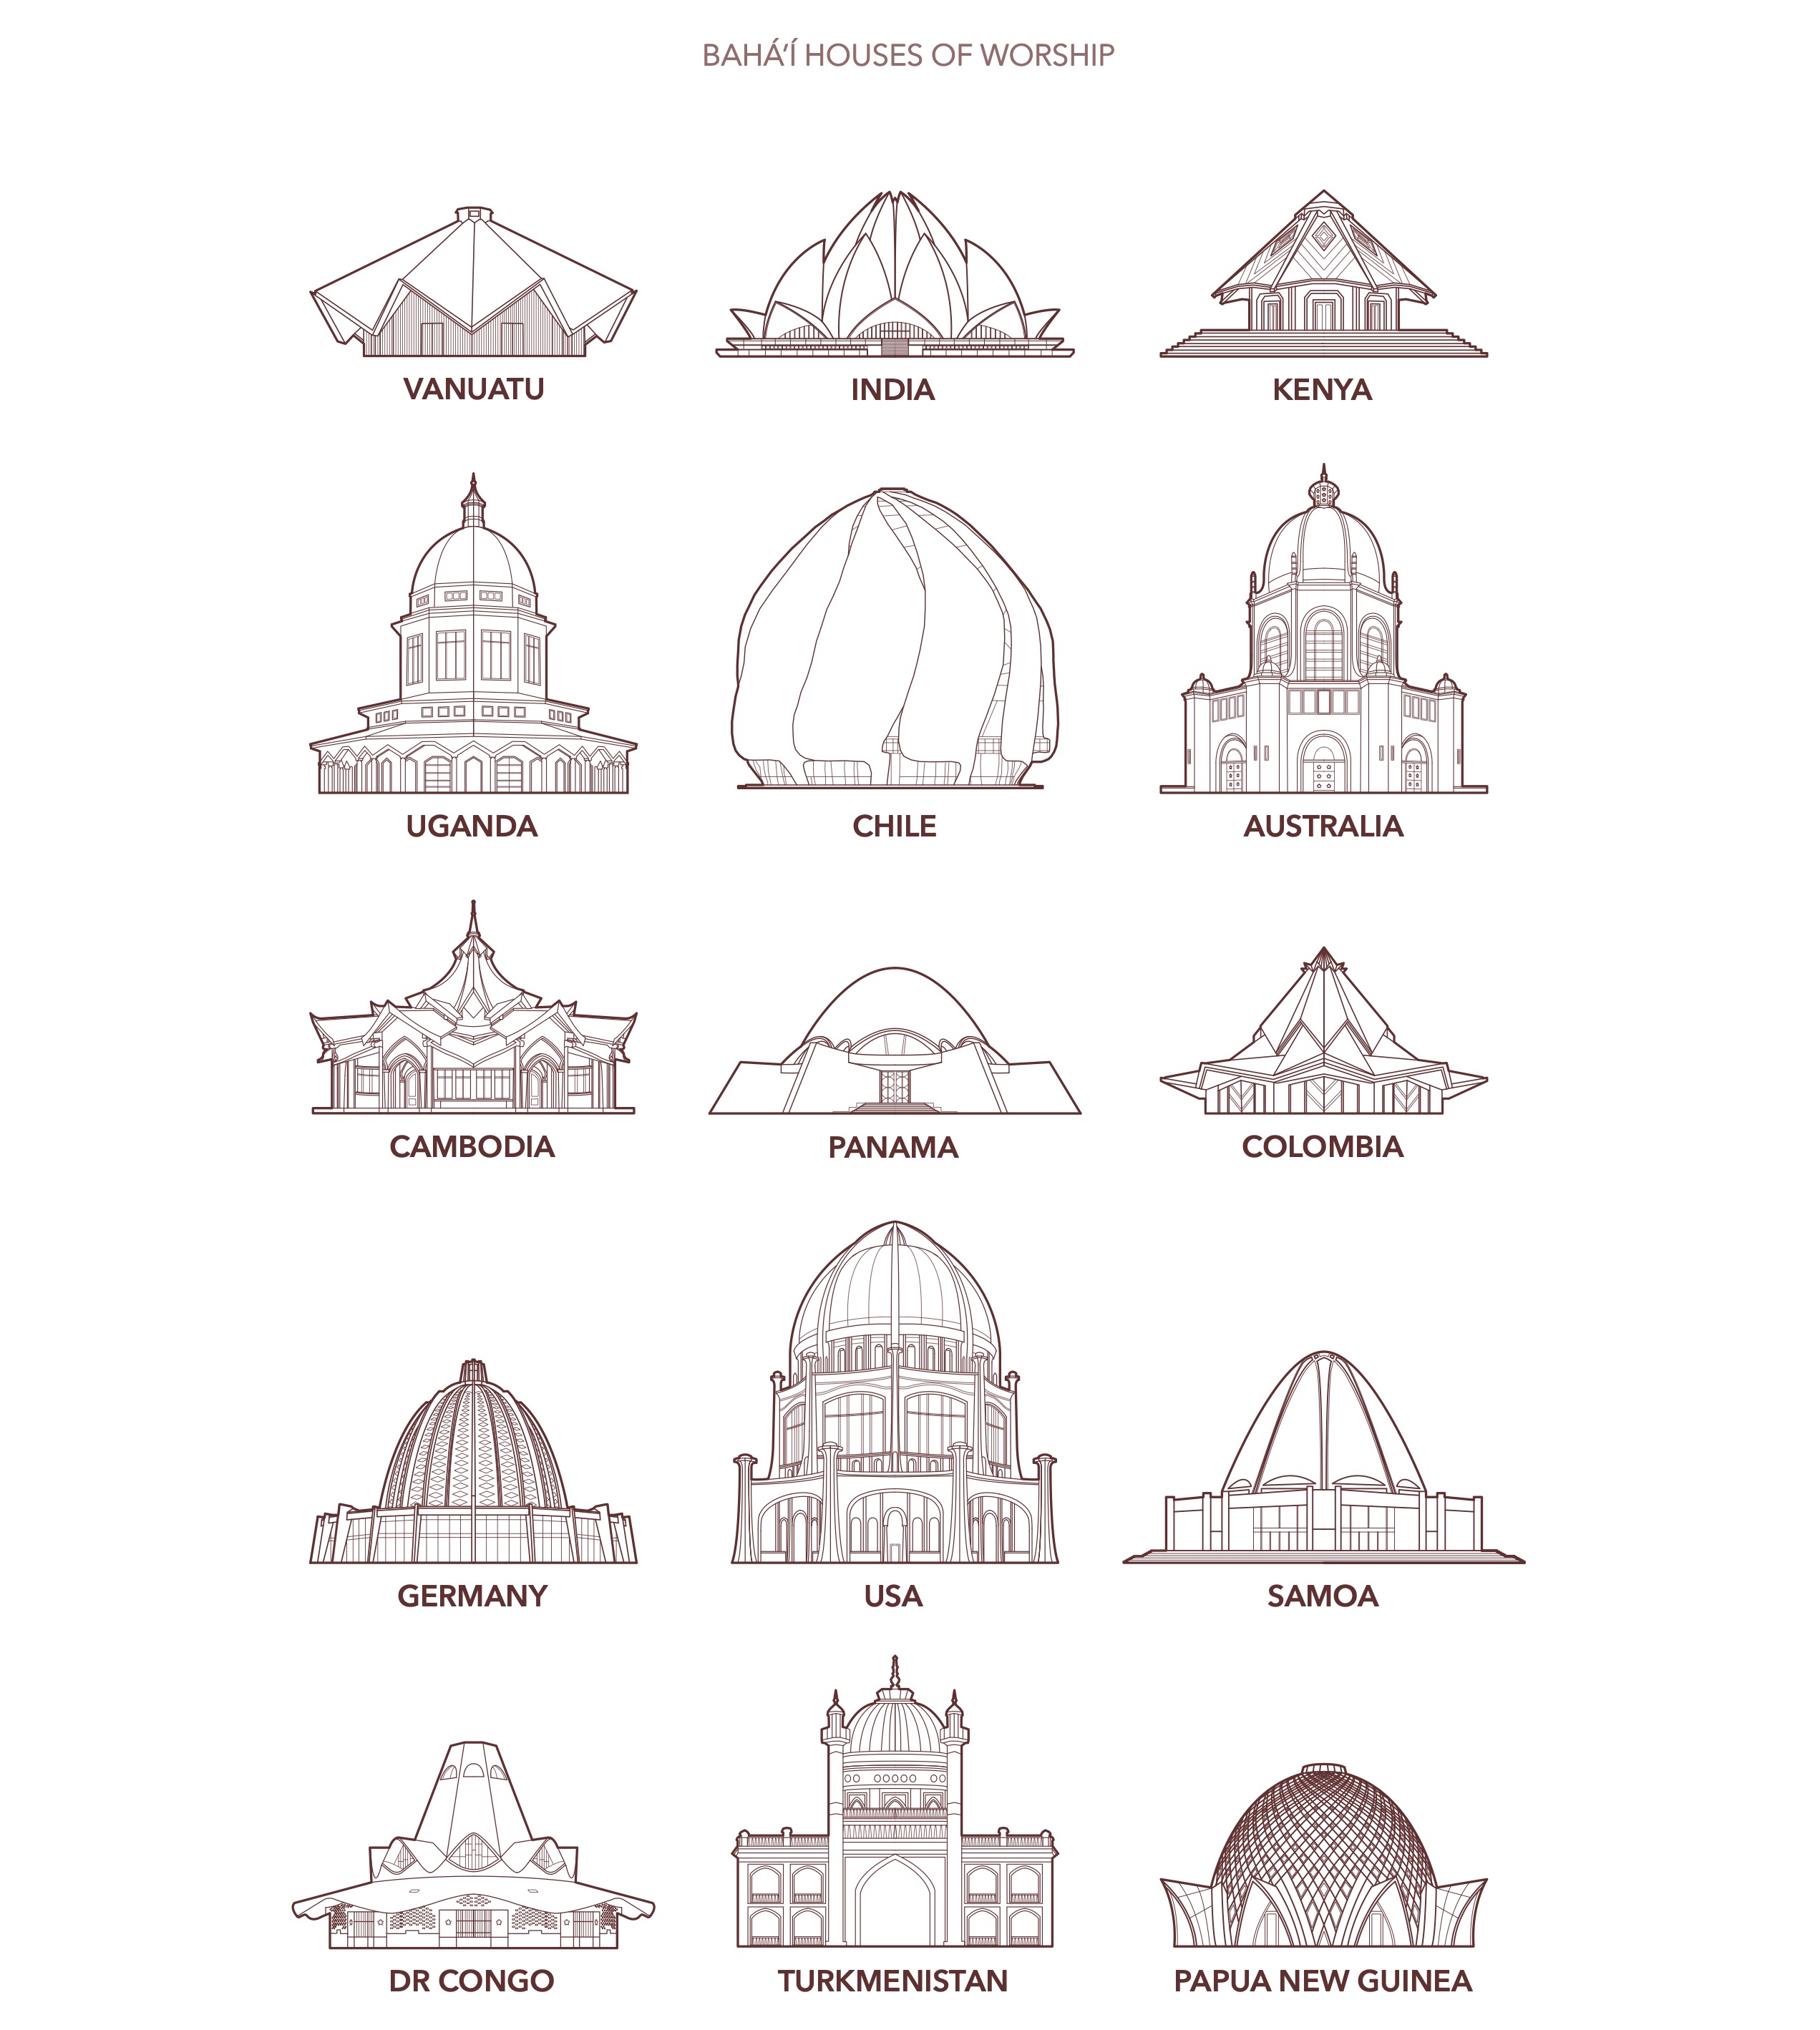 BAHÁ’Í HOUSES OF WORSHIP
VANUATU
INDIA
KENYA
UGANDA
CHILE
AUSTRALIA
CAMBODIA
PANAMA
COLOMBIA
GERMANY
USA
SAMOA
DR CONGO
TURKMENISTAN
PAPUA NEW GUINEA